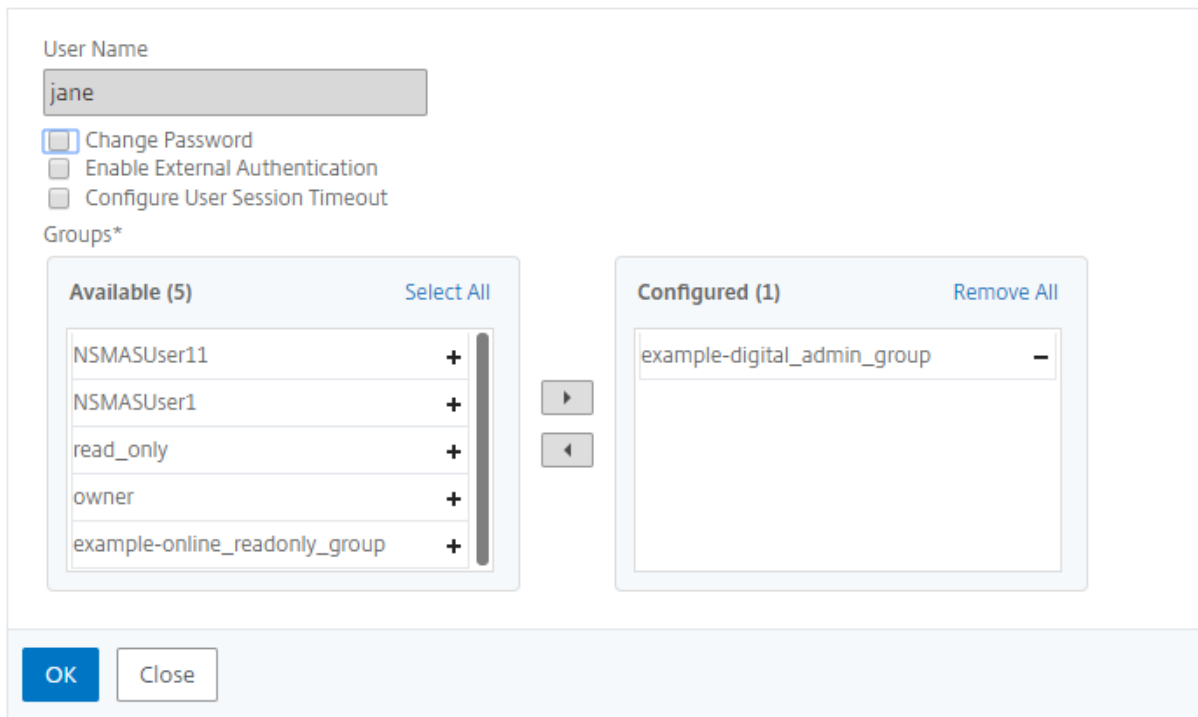 User Name
jane
Change Password
Enable External Authentication
Configure User Session Timeout
Groups*
Available (5) Select All
NSMASUser11
NSMASUser1
read_only
owner
example-online_readonly_group
Configured (1) Remove All
example-digital_admin_group
OK Close